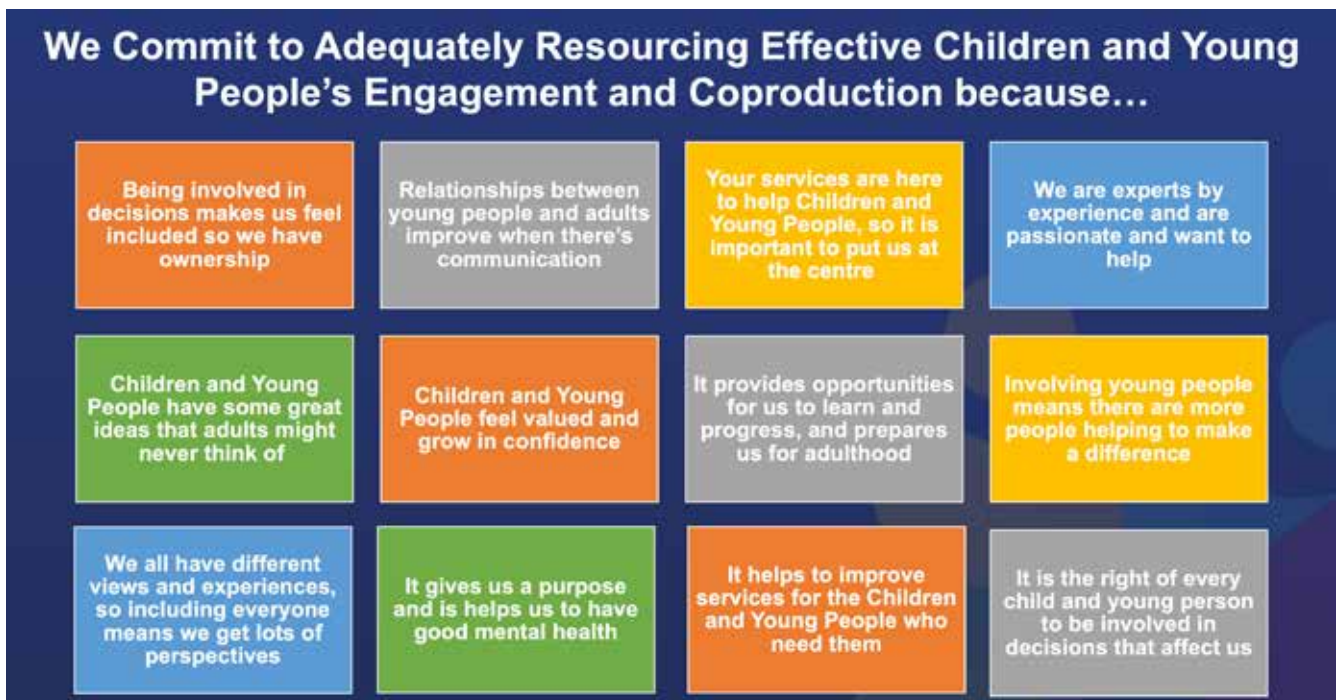 We Commit to Adequately Resourcing Effective Children and Young
People's Engagement and Coproduction because…
Being involved in
decisions makes us feel
included so we have
ownership
Relationships between
young people and adults
improve when there's
communication
Your services are here
to help Children and
Young People, so it is
important to put us at
the centre
We are experts by
experience and are
passionate and want to
help
Children and Young
People have some great
ideas that adults might
never think of
Children and Young
People feel valued and
grow in confidence
It provides opportunities
for us to learn and
progress, and prepares
us for adulthood
Involving young people
means there are more
people helping to make
a difference
We all have different
views and experiences,
so including everyone
means we get lots of
perspectives
It gives us a purpose
and is helps us to have
good mental health
It helps to improve
services for the Children
and Young People who
need them
It is the right of every
child and young person
to be involved in
decisions that affect us